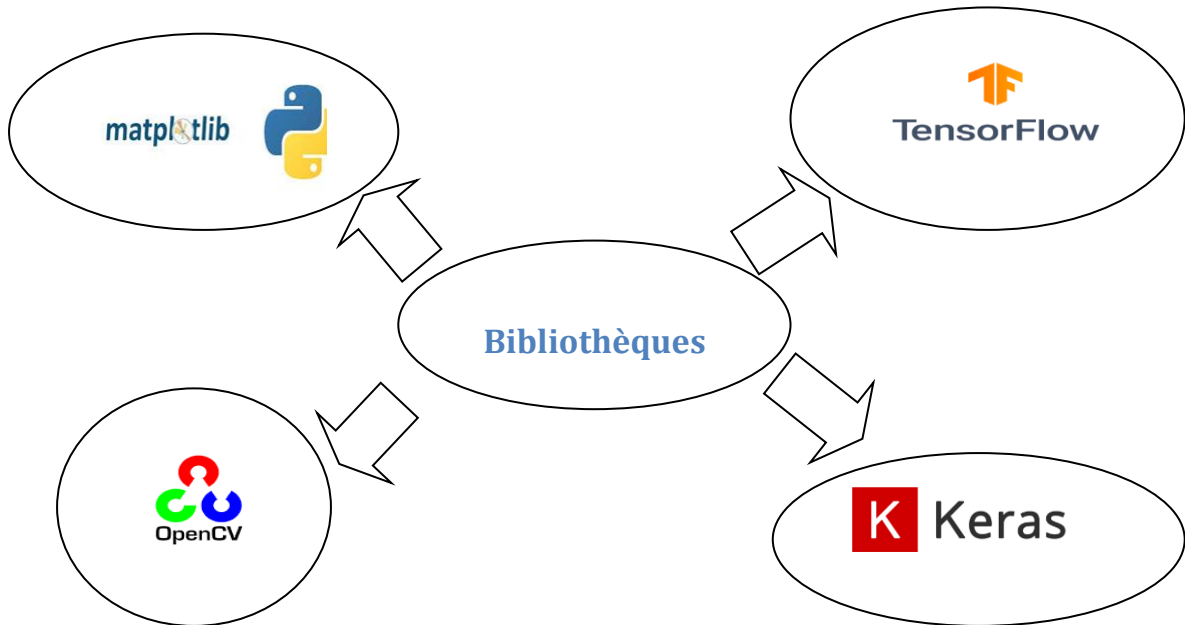 matplotlib
TensorFlow
Bibliothèques
OpenCV
K Keras